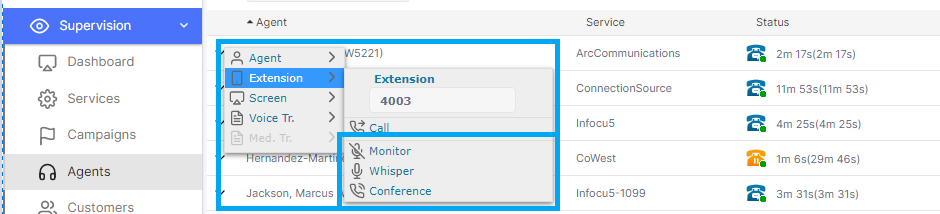 Supervision
Dashboard
Services
Campaigns
Agents
Customers
Agent Service Status
W5221) ArcCommunications 2m 17s(2m 17s)
ConnectionSource 11m 53s(11m 53s)
Infocu5 4m 25s(4m 25s)
Hernandez-Martin CoWest 1m 6s(29m 46s)
Jackson, Marcus Infocu5-1099 3m 31s(3m 31s)
Agent
Extension
Screen
Voice Tr.
Med. Tr.
Extension
4003
Call
Monitor
Whisper
Conference